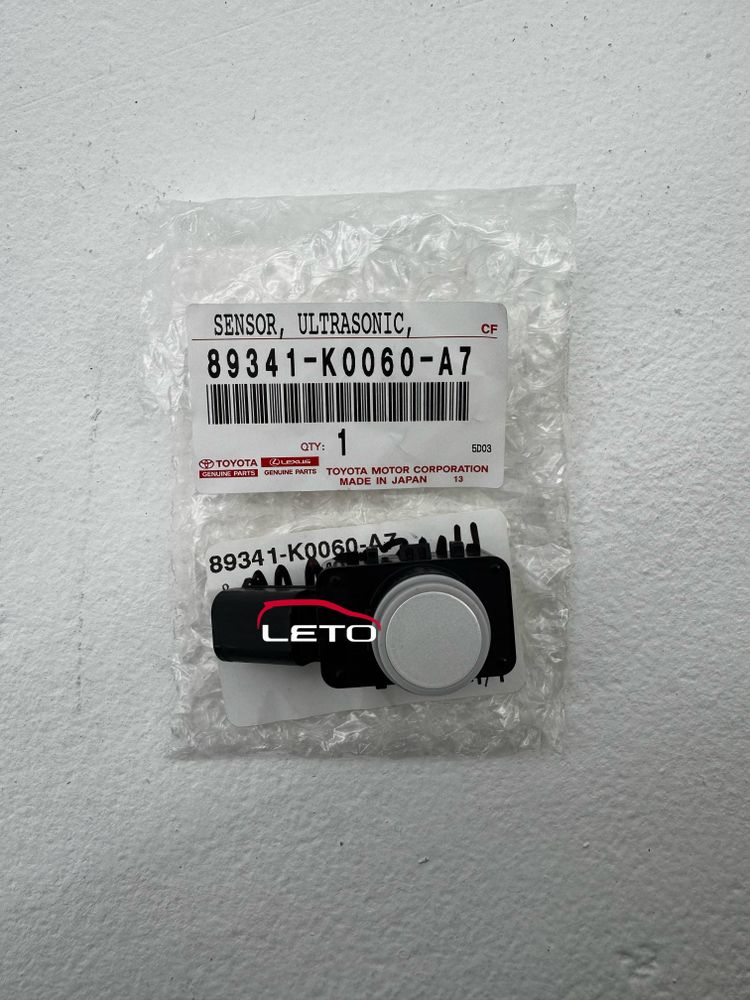 SENSOR, ULTRASONIC,
CF
89341-K0060-A7
QTY: 1
5D03
TOYOTA
GENUINE PARTS
LEXUS
GENUINE PARTS
TOYOTA MOTOR CORPORATION
MADE IN JAPAN 13
89341-K0060-A7
LETO